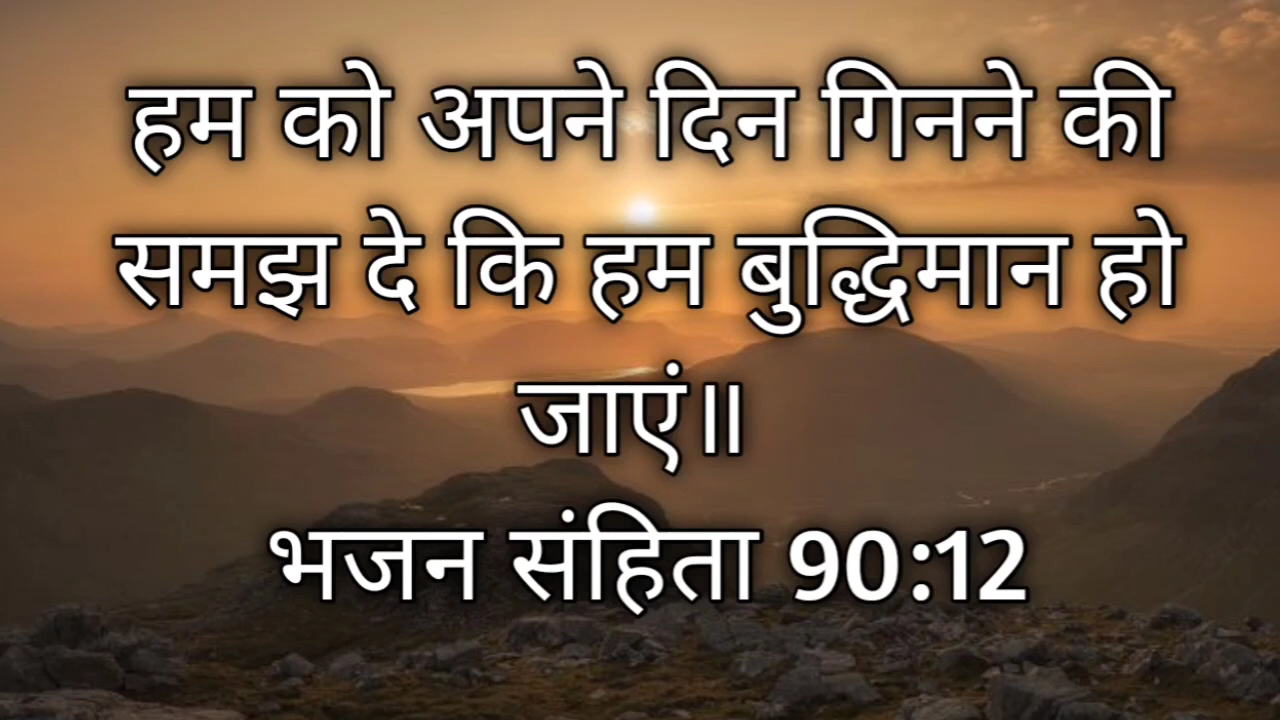 हम को अपने दिन गिनने की
समझ दे कि हम बुद्धिमान हो
जाएं॥
भजन संहिता 90:12